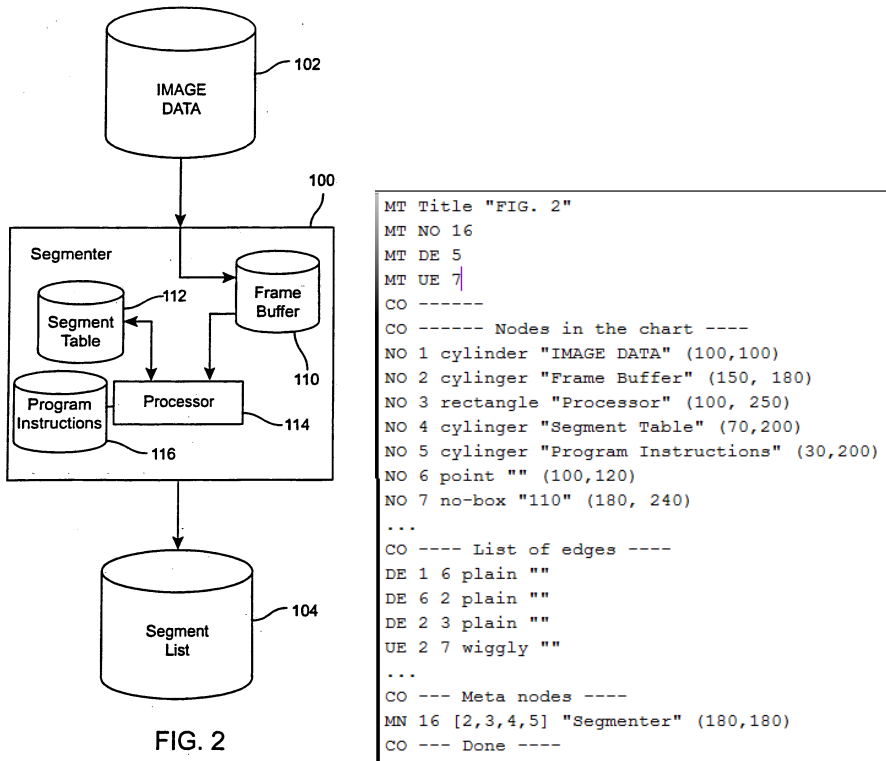 102
IMAGE
DATA
100
Segmenter
112
Segment
Table
Frame
Buffer
110
Program
Instructions
Processor
114
116
104
Segment
List
FIG. 2
MT Title "FIG. 2"
MT NO 16
MT DE 5
MT UE 7
CO ------
CO ------ Nodes in the chart ----
NO 1 cylinder "IMAGE DATA" (100,100)
NO 2 cylinger "Frame Buffer" (150, 180)
NO 3 rectangle "Processor" (100, 250)
NO 4 cylinger "Segment Table" (70,200)
NO 5 cylinger "Program Instructions" (30,200)
NO 6 point "" (100,120)
NO 7 no-box "110" (180, 240)
...
CO ---- List of edges ----
DE 1 6 plain ""
DE 6 2 plain ""
DE 2 3 plain ""
UE 2 7 wiggly ""
...
CO --- Meta nodes ----
MN 16 [2,3,4,5] "Segmenter" (180,180)
CO --- Done ----